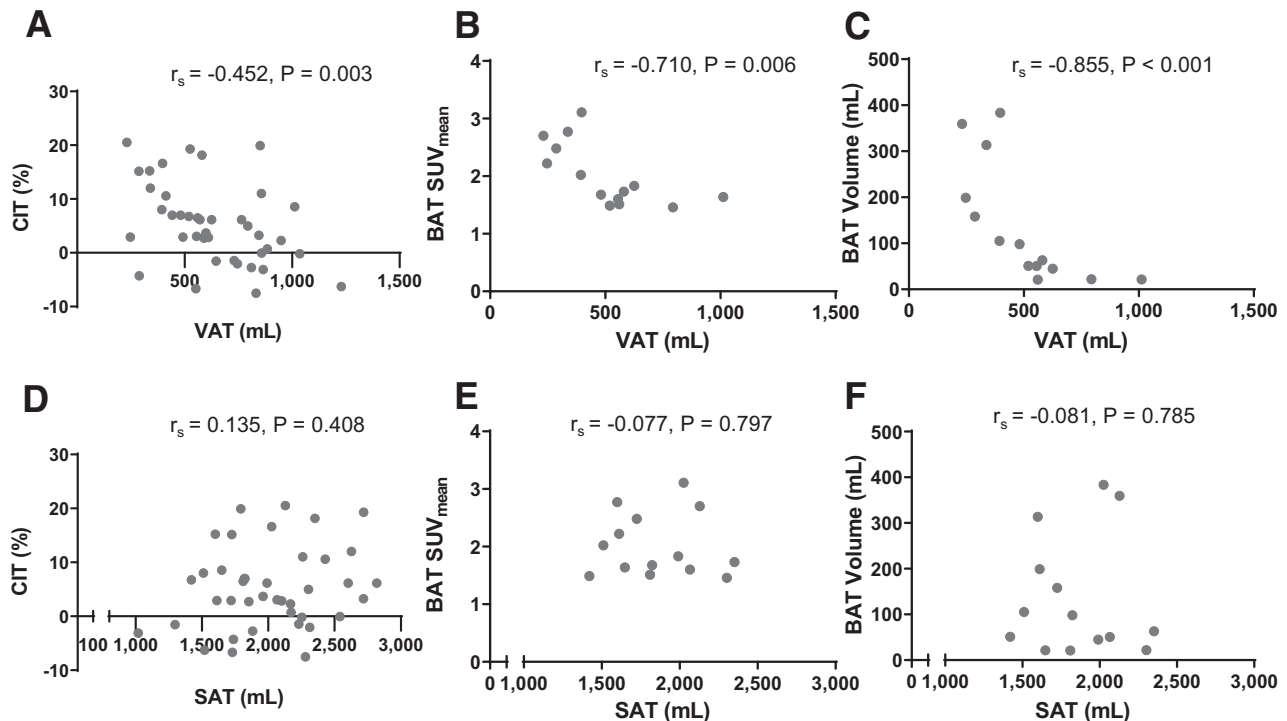 A
r_s = -0.452, P = 0.003
CIT (%)
30
20
10
0
-10
500
1,000
1,500
VAT (mL)
B
r_s = -0.710, P = 0.006
BAT SUV_mean
4
3
2
1
0
0
500
1,000
1,500
VAT (mL)
C
r_s = -0.855, P < 0.001
BAT Volume (mL)
500
400
300
200
100
0
0
500
1,000
1,500
VAT (mL)
D
r_s = 0.135, P = 0.408
CIT (%)
30
20
10
0
-10
100
1,000
1,500
2,000
2,500
3,000
SAT (mL)
E
r_s = -0.077, P = 0.797
BAT SUV_mean
4
3
2
1
0
0
1,000
1,500
2,000
2,500
3,000
SAT (mL)
F
r_s = -0.081, P = 0.785
BAT Volume (mL)
500
400
300
200
100
0
0
1,000
1,500
2,000
2,500
3,000
SAT (mL)